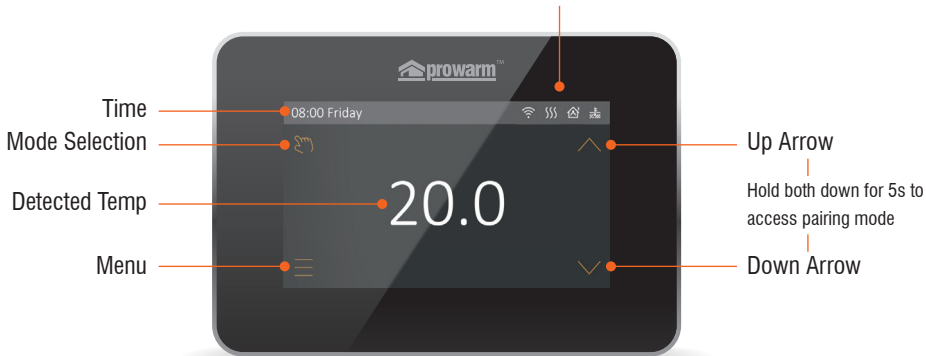 prowarm™
Time
08:00 Friday
Mode Selection
Up Arrow
Detected Temp
20.0
Hold both down for 5s to
access pairing mode
Menu
Down Arrow